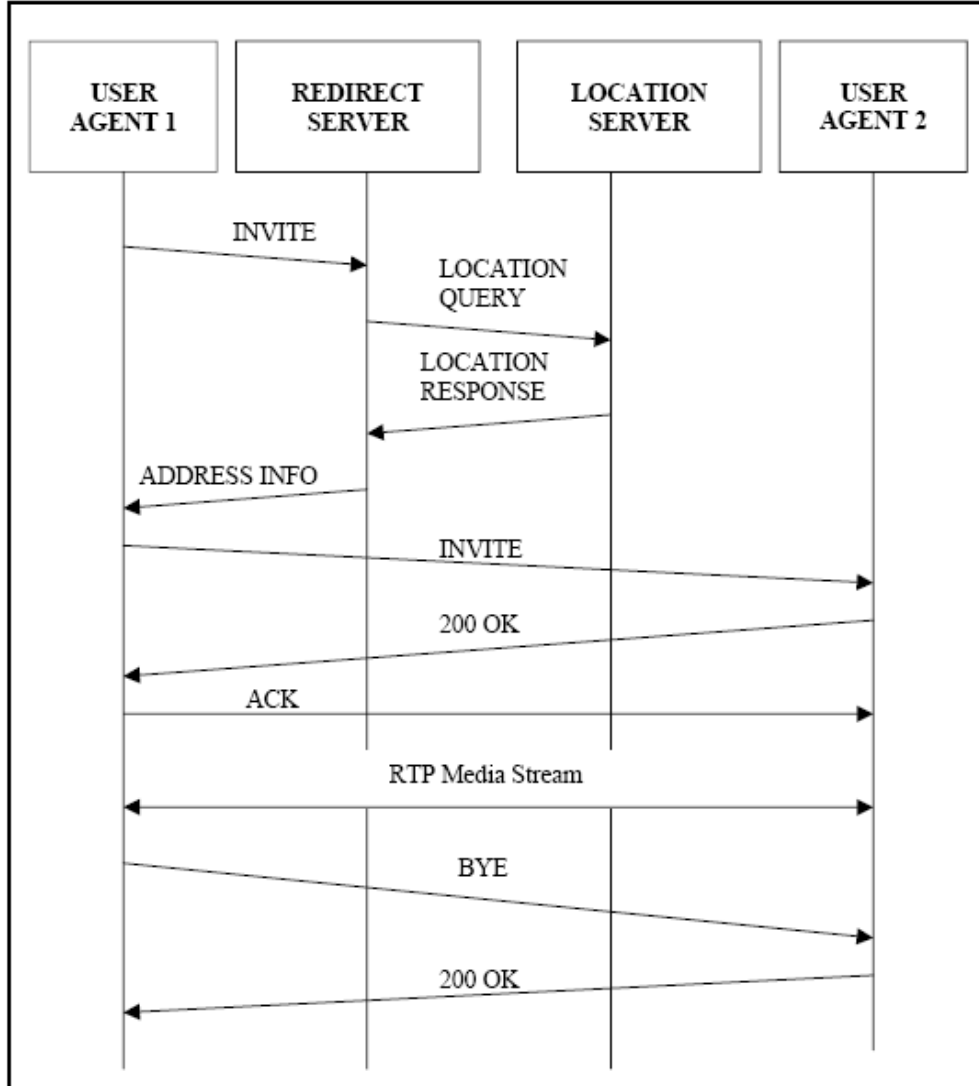 USER
AGENT 1
REDIRECT
SERVER
LOCATION
SERVER
USER
AGENT 2
INVITE
LOCATION
QUERY
LOCATION
RESPONSE
ADDRESS INFO
INVITE
200 OK
ACK
RTP Media Stream
BYE
200 OK